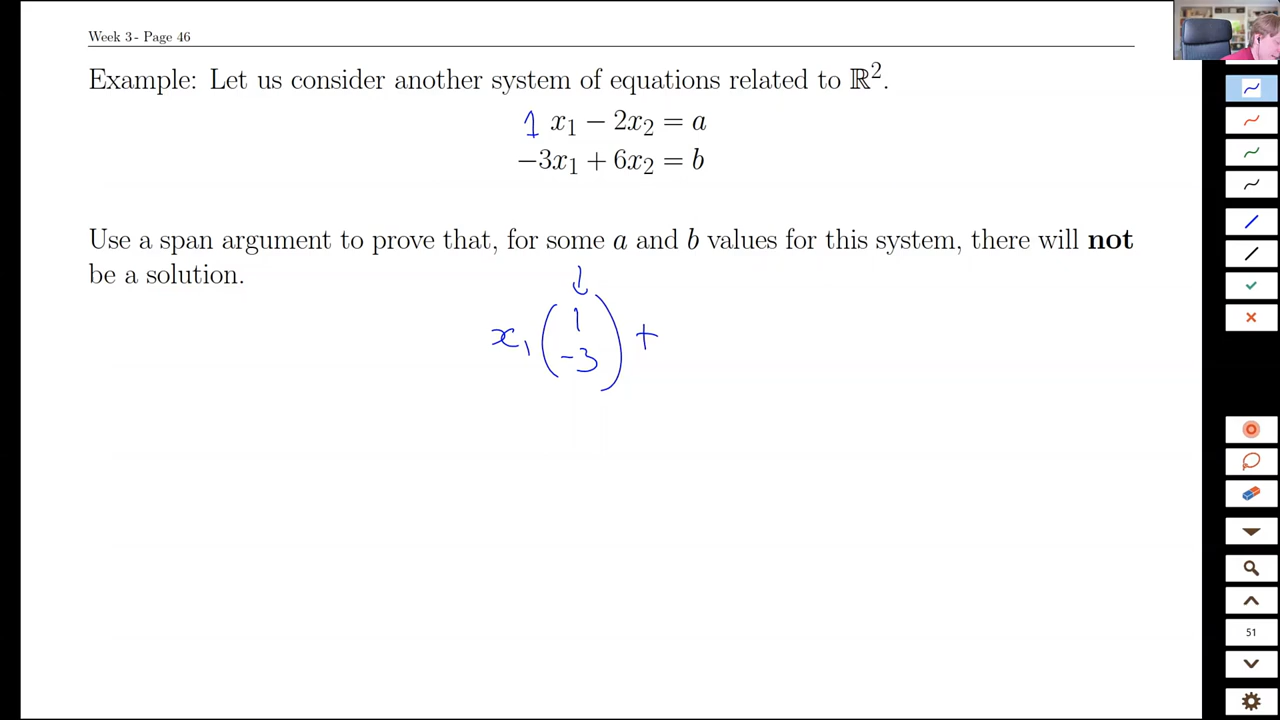 Week 3 - Page 46
Example: Let us consider another system of equations related to ℝ².
1 x₁ − 2x₂ = a
−3x₁ + 6x₂ = b
Use a span argument to prove that, for some a and b values for this system, there will not
be a solution.
↓
x₁ ( 1 −3 ) +
51